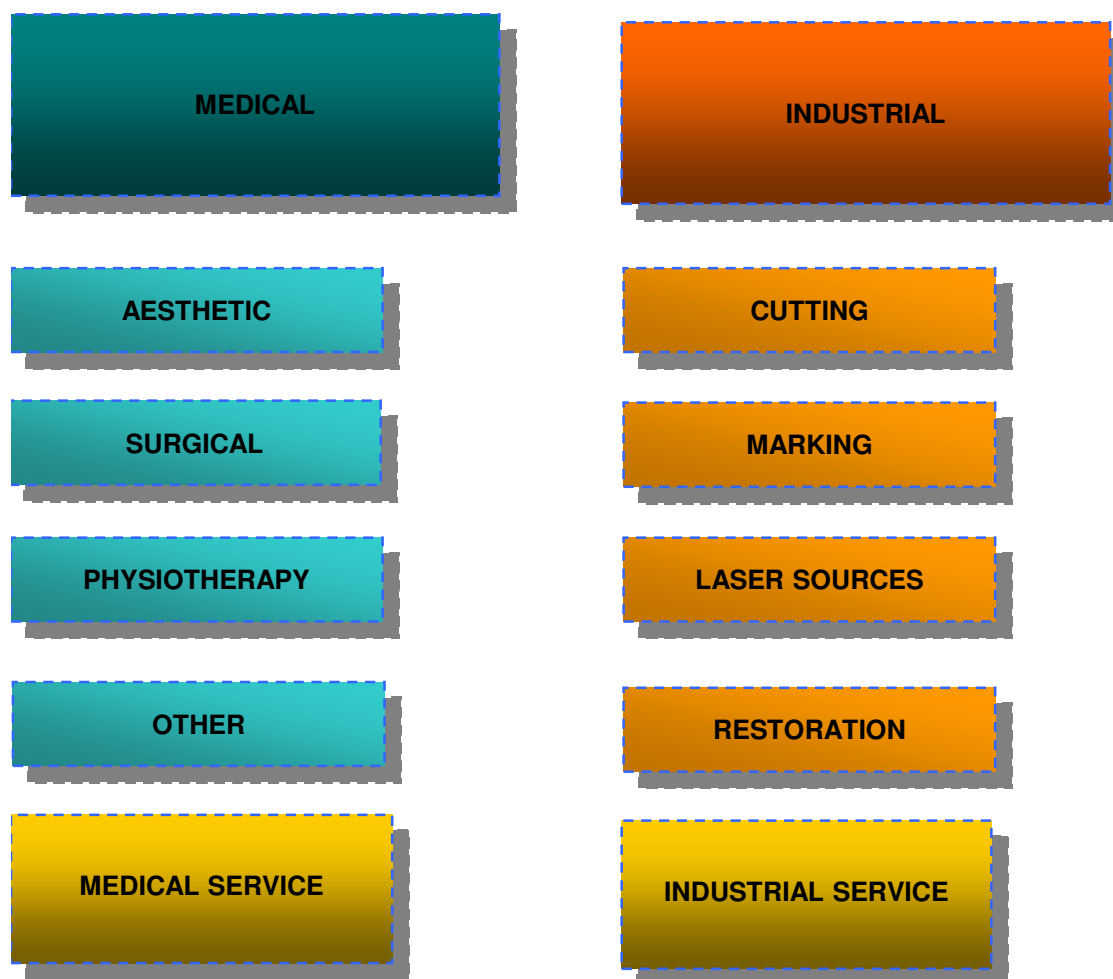 MEDICAL
INDUSTRIAL
AESTHETIC
CUTTING
SURGICAL
MARKING
PHYSIOTHERAPY
LASER SOURCES
OTHER
RESTORATION
MEDICAL SERVICE
INDUSTRIAL SERVICE